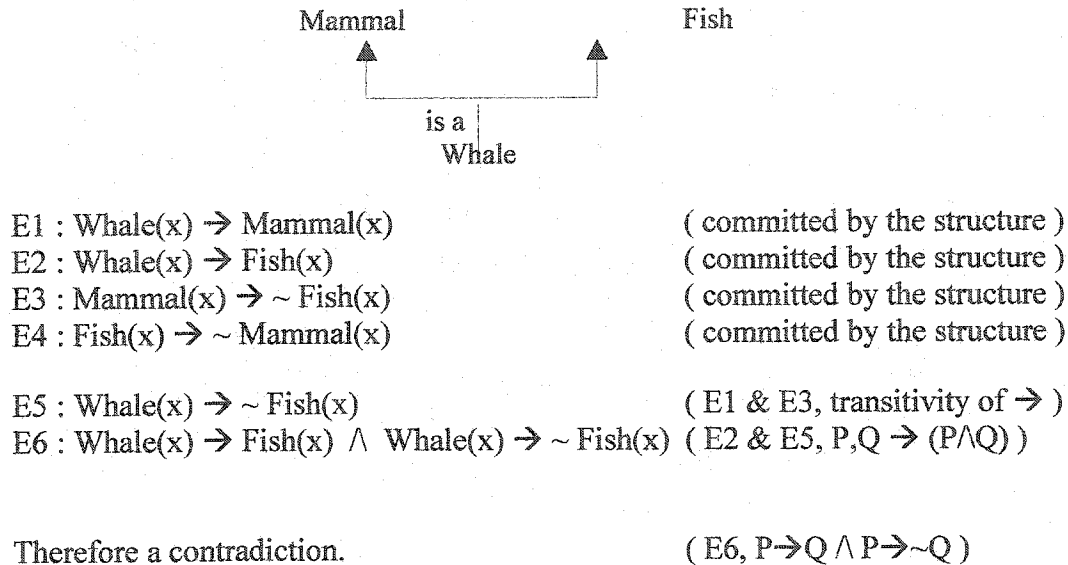 Mammal Fish
is a
Whale
E1 : Whale(x) → Mammal(x) ( committed by the structure )
E2 : Whale(x) → Fish(x) ( committed by the structure )
E3 : Mammal(x) → ~ Fish(x) ( committed by the structure )
E4 : Fish(x) → ~ Mammal(x) ( committed by the structure )
E5 : Whale(x) → ~ Fish(x) ( E1 & E3, transitivity of → )
E6 : Whale(x) → Fish(x) /\ Whale(x) → ~ Fish(x) ( E2 & E5, P,Q → (P/\Q) )
Therefore a contradiction. ( E6, P→Q /\ P→~Q )